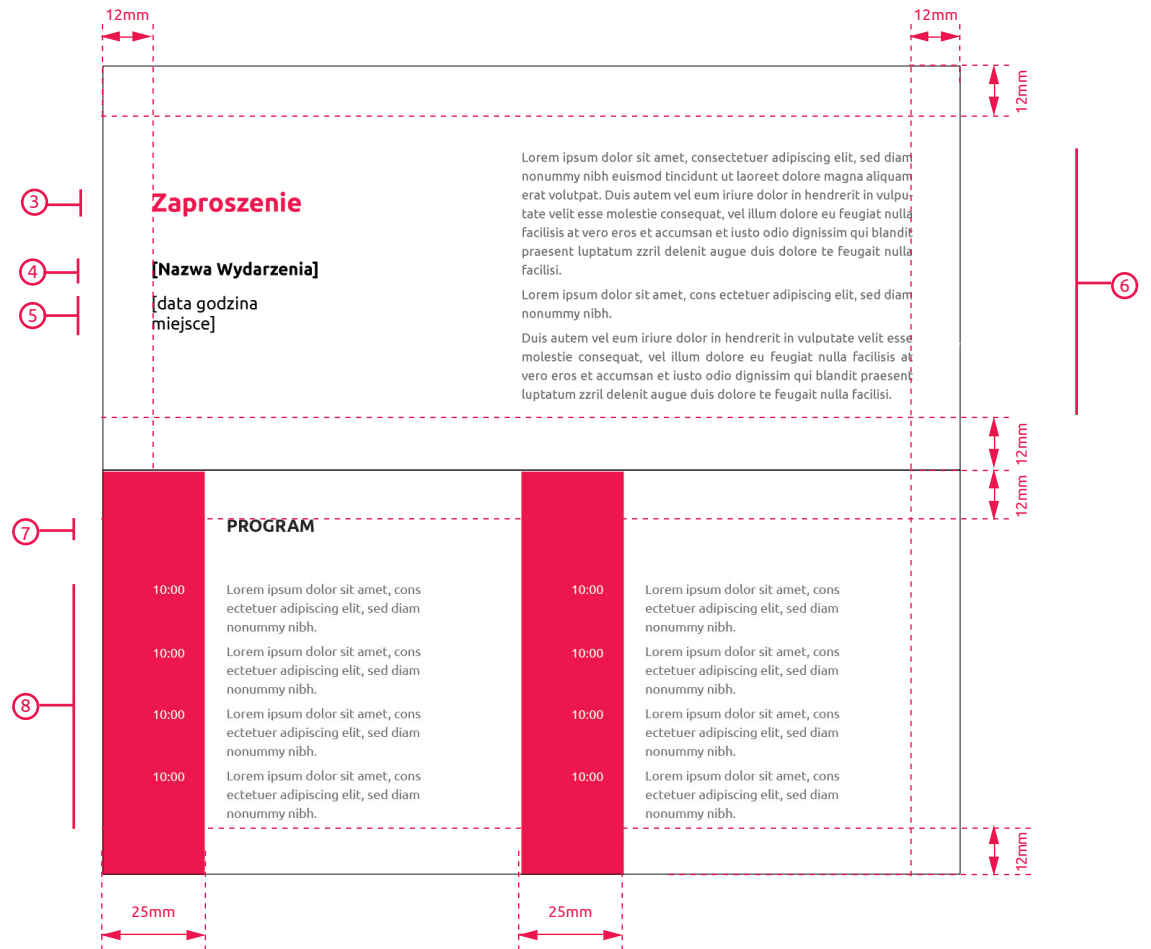 12mm
12mm
12mm
3
Zaproszenie
4
[Nazwa Wydarzenia]
5
[data godzina
miejsce]
Lorem ipsum dolor sit amet, consectetuer adipiscing elit, sed diam
nonummy nibh euismod tincidunt ut laoreet dolore magna aliquam
erat volutpat. Duis autem vel eum iriure dolor in hendrerit in vulpu-
tate velit esse molestie consequat, vel illum dolore eu feugiat nulla
facilisis at vero eros et accumsan et iusto odio dignissim qui blandit
praesent luptatum zzril delenit augue duis dolore te feugait nulla
facilisi.
Lorem ipsum dolor sit amet, cons ectetuer adipiscing elit, sed diam
nonummy nibh.
Duis autem vel eum iriure dolor in hendrerit in vulputate velit esse
molestie consequat, vel illum dolore eu feugiat nulla facilisis at
vero eros et accumsan et iusto odio dignissim qui blandit praesent
luptatum zzril delenit augue duis dolore te feugait nulla facilisi.
6
12mm
12mm
7
PROGRAM
8
10:00
Lorem ipsum dolor sit amet, cons
ectetuer adipiscing elit, sed diam
nonummy nibh.
10:00
Lorem ipsum dolor sit amet, cons
ectetuer adipiscing elit, sed diam
nonummy nibh.
10:00
Lorem ipsum dolor sit amet, cons
ectetuer adipiscing elit, sed diam
nonummy nibh.
10:00
Lorem ipsum dolor sit amet, cons
ectetuer adipiscing elit, sed diam
nonummy nibh.
10:00
Lorem ipsum dolor sit amet, cons
ectetuer adipiscing elit, sed diam
nonummy nibh.
10:00
Lorem ipsum dolor sit amet, cons
ectetuer adipiscing elit, sed diam
nonummy nibh.
10:00
Lorem ipsum dolor sit amet, cons
ectetuer adipiscing elit, sed diam
nonummy nibh.
10:00
Lorem ipsum dolor sit amet, cons
ectetuer adipiscing elit, sed diam
nonummy nibh.
12mm
25mm
25mm